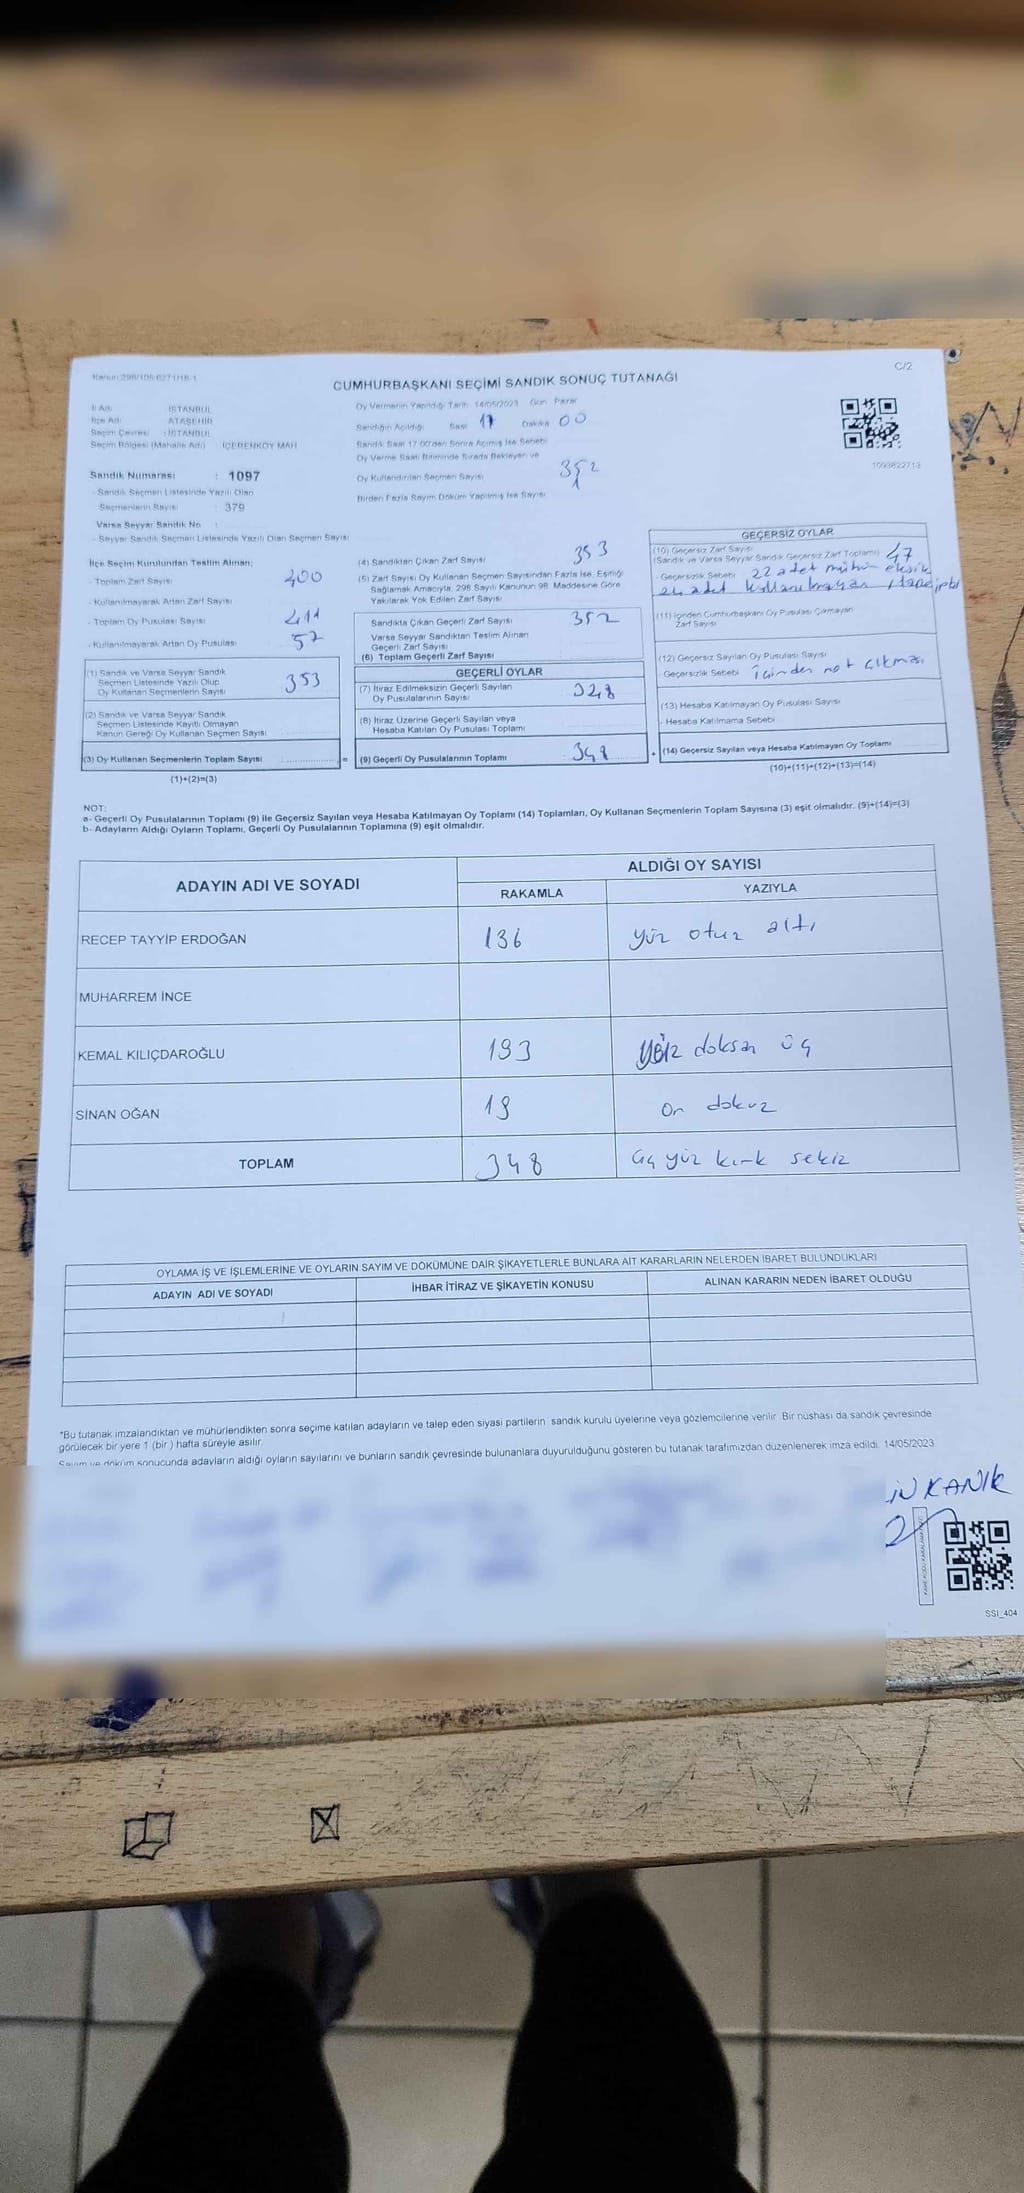 Kanun:298/105 6271/18-1
C/2
CUMHURBAŞKANI SEÇİMİ SANDIK SONUÇ TUTANAĞI
İl Adı : İSTANBUL
İlçe Adı : ATAŞEHİR
Seçim Çevresi : İSTANBUL
Seçim Bölgesi (Mahalle Adı) : İÇERENKÖY MAH
Sandık Numarası : 1097
- Sandık Seçmen Listesinde Yazılı Olan
Seçmenlerin Sayısı : 379
Varsa Seyyar Sandık No :
- Seyyar Sandık Seçmen Listesinde Yazılı Olan Seçmen Sayısı
Oy Vermenin Yapıldığı Tarih 14/05/2023 Gün Pazar
Sandığın Açıldığı Saat 17 Dakika 00
Sandık Saat 17.00'den Sonra Açılmış İse Sebebi
Oy Verme Saati Bitiminde Sırada Bekleyen ve
Oy Kullandırılan Seçmen Sayısı 352
Birden Fazla Sayım Döküm Yapılmış İse Sayısı 1
1093822713
İlçe Seçim Kurulundan Teslim Alınan;
- Toplam Zarf Sayısı 400
- Kullanılmayarak Artan Zarf Sayısı
- Toplam Oy Pusulası Sayısı 411
- Kullanılmayarak Artan Oy Pusulası 57
(1) Sandık ve Varsa Seyyar Sandık
Seçmen Listesinde Yazılı Olup
Oy Kullanan Seçmenlerin Sayısı 353
(2) Sandık ve Varsa Seyyar Sandık
Seçmen Listesinde Kayıtlı Olmayan
Kanun Gereği Oy Kullanan Seçmen Sayısı
(3) Oy Kullanan Seçmenlerin Toplam Sayısı =
(1)+(2)=(3)
(4) Sandıktan Çıkan Zarf Sayısı 353
(5) Zarf Sayısı Oy Kullanan Seçmen Sayısından Fazla İse, Eşitliği
Sağlamak Amacıyla, 298 Sayılı Kanunun 98. Maddesine Göre
Yakılarak Yok Edilen Zarf Sayısı
Sandıkta Çıkan Geçerli Zarf Sayısı 352
Varsa Seyyar Sandıktan Teslim Alınan
Geçerli Zarf Sayısı
(6) Toplam Geçerli Zarf Sayısı
GEÇERLİ OYLAR
(7) İtiraz Edilmeksizin Geçerli Sayılan
Oy Pusulalarının Sayısı 348
(8) İtiraz Üzerine Geçerli Sayılan veya
Hesaba Katılan Oy Pusulası Toplamı
(9) Geçerli Oy Pusulalarının Toplamı 348 +
GEÇERSİZ OYLAR
(10) Geçersiz Zarf Sayısı
(Sandık ve Varsa Seyyar Sandık Geçersiz Zarf Toplamı) 47
- Geçersizlik Sebebi 22 adet mühür eksik
24 adet kullanılmayan, 1 tane iptal
(11) İçinden Cumhurbaşkanı Oy Pusulası Çıkmayan
Zarf Sayısı
(12) Geçersiz Sayılan Oy Pusulası Sayısı
- Geçersizlik Sebebi içinden not çıkması
(13) Hesaba Katılmayan Oy Pusulası Sayısı
- Hesaba Katılmama Sebebi
(14) Geçersiz Sayılan veya Hesaba Katılmayan Oy Toplamı
(10)+(11)+(12)+(13)=(14)
NOT:
a- Geçerli Oy Pusulalarının Toplamı (9) ile Geçersiz Sayılan veya Hesaba Katılmayan Oy Toplamı (14) Toplamları, Oy Kullanan Seçmenlerin Toplam Sayısına (3) eşit olmalıdır. (9)+(14)=(3)
b- Adayların Aldığı Oyların Toplamı, Geçerli Oy Pusulalarının Toplamına (9) eşit olmalıdır.
ADAYIN ADI VE SOYADI
ALDIĞI OY SAYISI
RAKAMLA YAZIYLA
RECEP TAYYİP ERDOĞAN 136 yüz otuz altı
MUHARREM İNCE
KEMAL KILIÇDAROĞLU 193 yüz doksan üç
SİNAN OĞAN 19 on dokuz
TOPLAM 348 üç yüz kırk sekiz
OYLAMA İŞ VE İŞLEMLERİNE VE OYLARIN SAYIM VE DÖKÜMÜNE DAİR ŞİKAYETLERLE BUNLARA AİT KARARLARIN NELERDEN İBARET BULUNDUKLARI
ADAYIN ADI VE SOYADI İHBAR İTİRAZ VE ŞİKAYETİN KONUSU ALINAN KARARIN NEDEN İBARET OLDUĞU
*Bu tutanak imzalandıktan ve mühürlendikten sonra seçime katılan adayların ve talep eden siyasi partilerin sandık kurulu üyelerine veya gözlemcilerine verilir. Bir nüshası da sandık çevresinde
görülecek bir yere 1 (bir ) hafta süreyle asılır.
Sayım ve döküm sonucunda adayların aldığı oyların sayılarını ve bunların sandık çevresinde bulunanlara duyurulduğunu gösteren bu tutanak tarafımızdan düzenlenerek imza edildi. 14/05/2023
İN KANIK
SSI_404